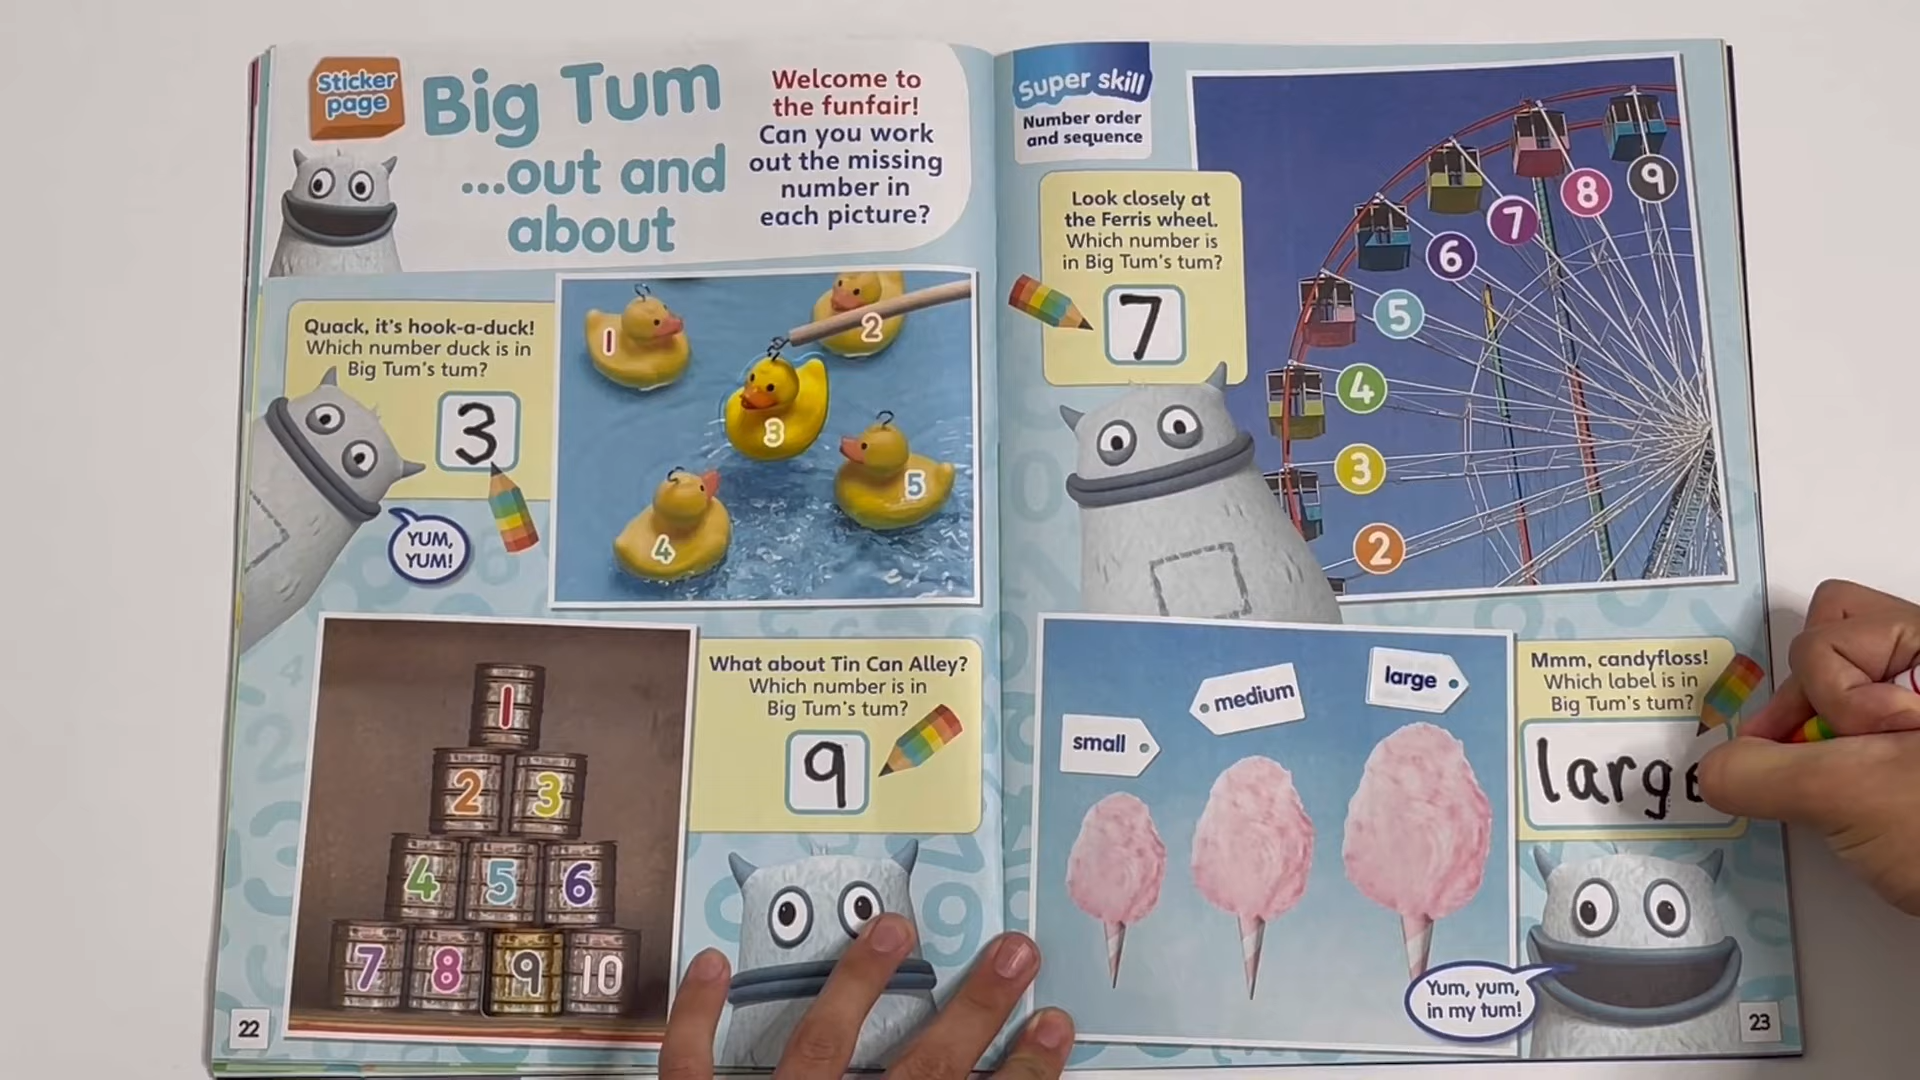 Sticker
page
Big Tum
...out and
about
Welcome to
the funfair!
Can you work
out the missing
number in
each picture?
Quack, it's hook-a-duck!
Which number duck is in
Big Tum's tum?
3
YUM,
YUM!
1
2
3
4
5
1
2 3
4 5 6
7 8 9 10
What about Tin Can Alley?
Which number is in
Big Tum's tum?
9
22
Super skill
Number order
and sequence
Look closely at
the Ferris wheel.
Which number is
in Big Tum's tum?
7
9
8
7
6
5
4
3
2
small
medium
large
Mmm, candyfloss!
Which label is in
Big Tum's tum?
large
Yum, yum,
in my tum!
23